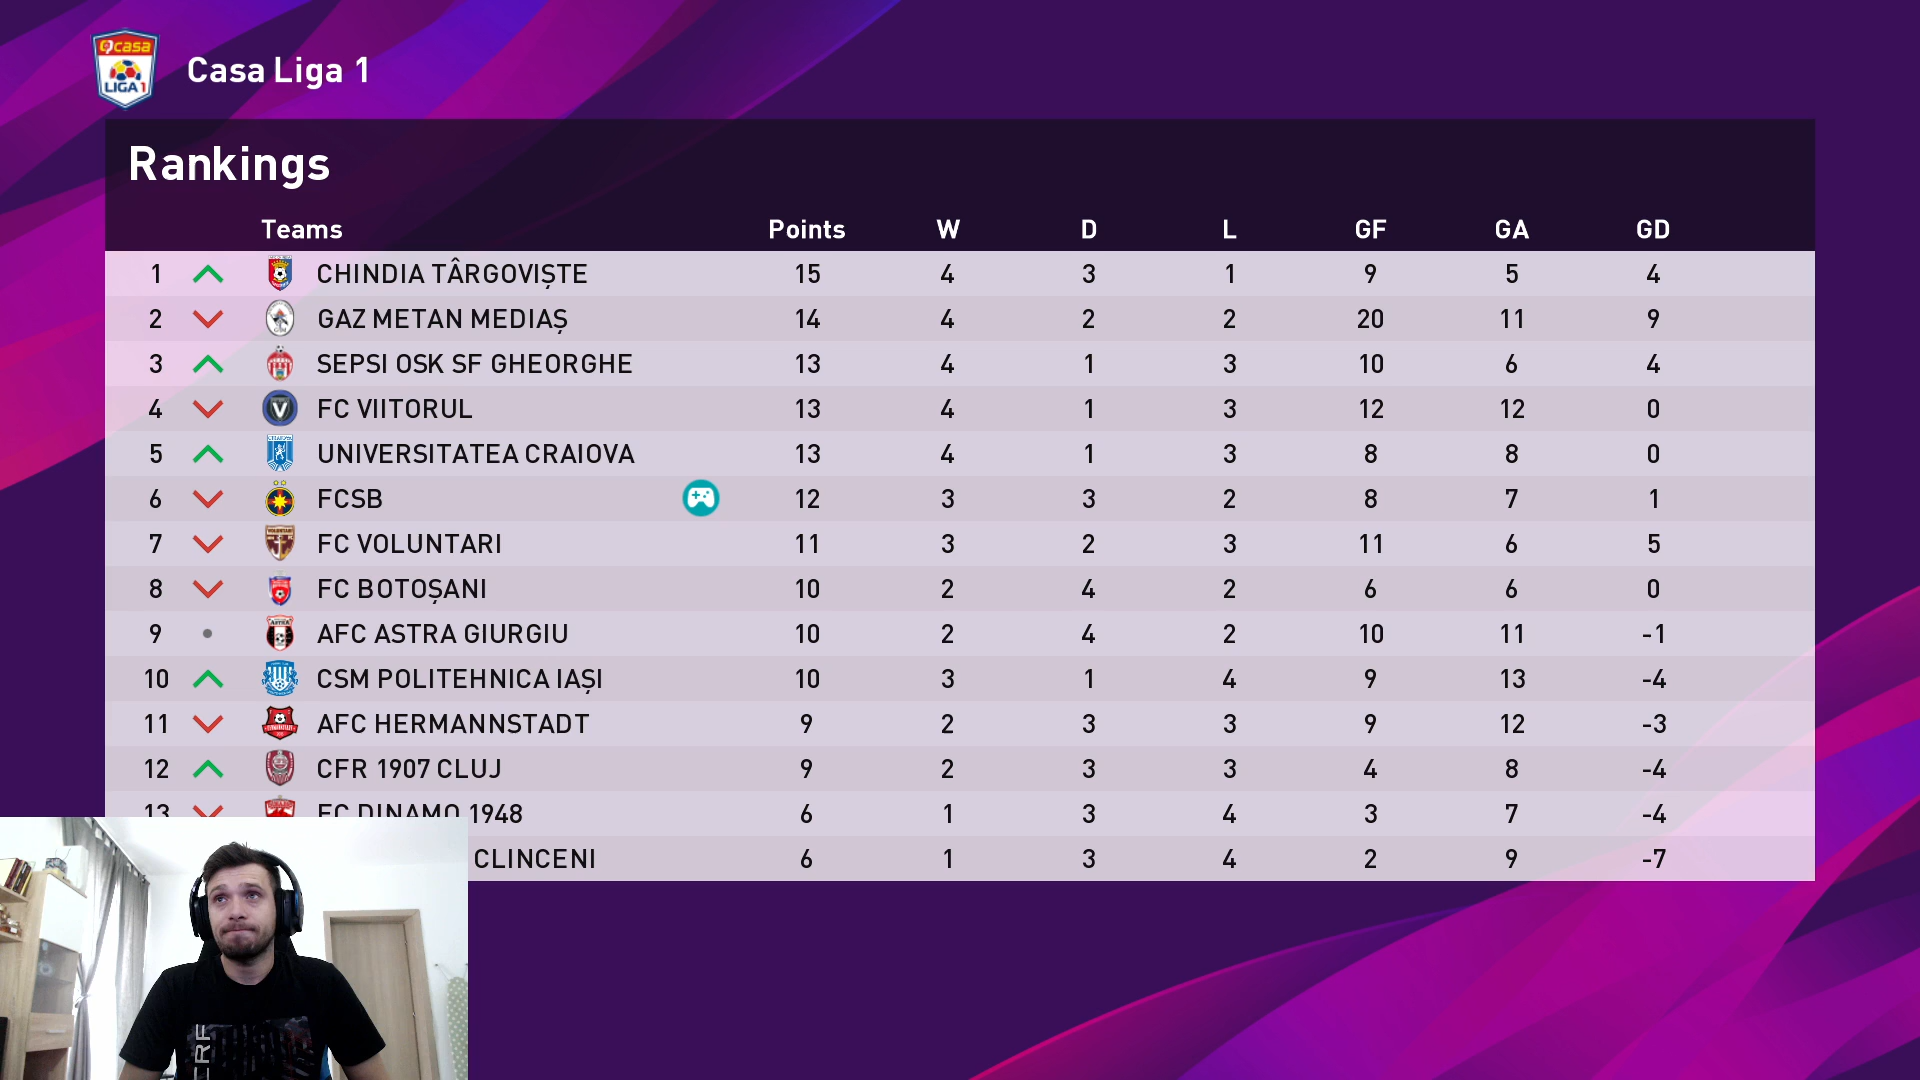 casa
LIGA 1
Casa Liga 1
Rankings
Teams Points W D L GF GA GD
1 CHINDIA TÂRGOVIȘTE 15 4 3 1 9 5 4
2 GAZ METAN MEDIAȘ 14 4 2 2 20 11 9
3 SEPSI OSK SF GHEORGHE 13 4 1 3 10 6 4
4 FC VIITORUL 13 4 1 3 12 12 0
5 UNIVERSITATEA CRAIOVA 13 4 1 3 8 8 0
6 FCSB 12 3 3 2 8 7 1
7 FC VOLUNTARI 11 3 2 3 11 6 5
8 FC BOTOȘANI 10 2 4 2 6 6 0
9 AFC ASTRA GIURGIU 10 2 4 2 10 11 -1
10 CSM POLITEHNICA IAȘI 10 3 1 4 9 13 -4
11 AFC HERMANNSTADT 9 2 3 3 9 12 -3
12 CFR 1907 CLUJ 9 2 3 3 4 8 -4
13 FC DINAMO 1948 6 1 3 4 3 7 -4
CLINCENI 6 1 3 4 2 9 -7